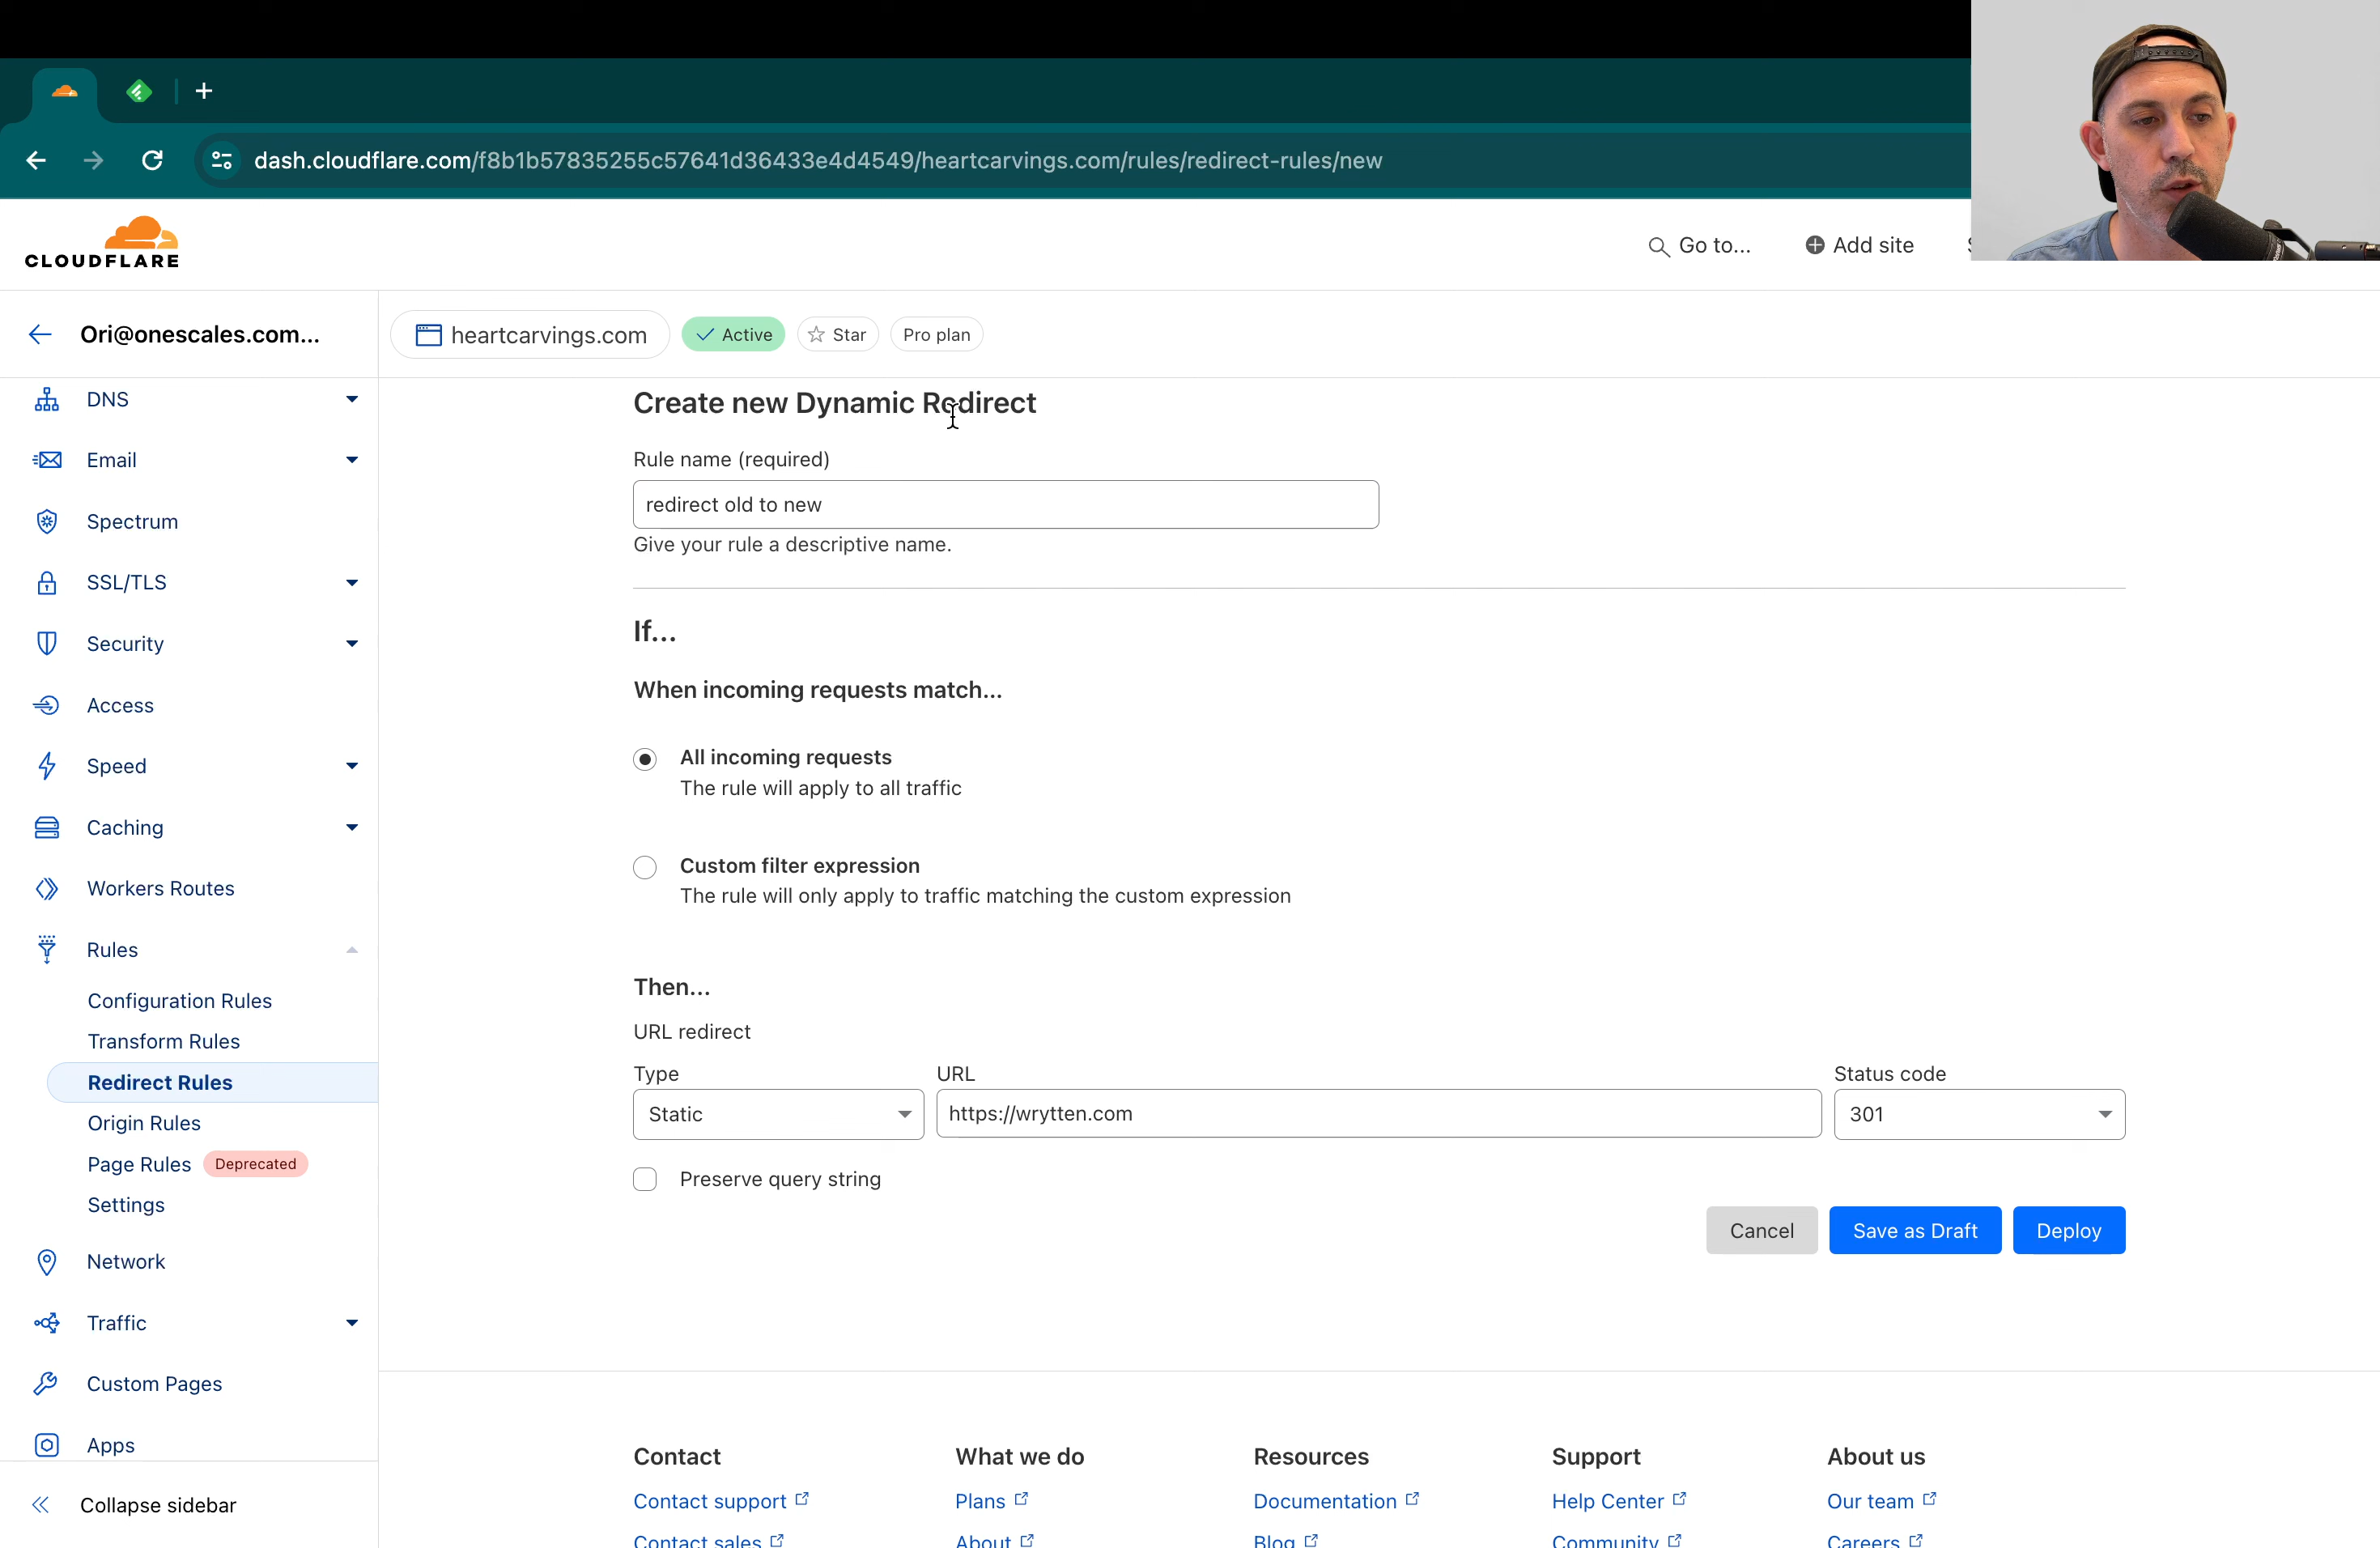 dash.cloudflare.com/f8b1b57835255c57641d36433e4d4549/heartcarvings.com/rules/redirect-rules/new
CLOUDFLARE
Go to...
Add site
Ori@onescales.com...
heartcarvings.com
Active
Star
Pro plan
DNS
Email
Spectrum
SSL/TLS
Security
Access
Speed
Caching
Workers Routes
Rules
Configuration Rules
Transform Rules
Redirect Rules
Origin Rules
Page Rules Deprecated
Settings
Network
Traffic
Custom Pages
Apps
Collapse sidebar
Create new Dynamic Redirect
Rule name (required)
redirect old to new
Give your rule a descriptive name.
If...
When incoming requests match...
All incoming requests
The rule will apply to all traffic
Custom filter expression
The rule will only apply to traffic matching the custom expression
Then...
URL redirect
Type URL Status code
Static https://wrytten.com 301
Preserve query string
Cancel Save as Draft Deploy
Contact What we do Resources Support About us
Contact support Plans Documentation Help Center Our team
Contact sales About Blog Community Careers